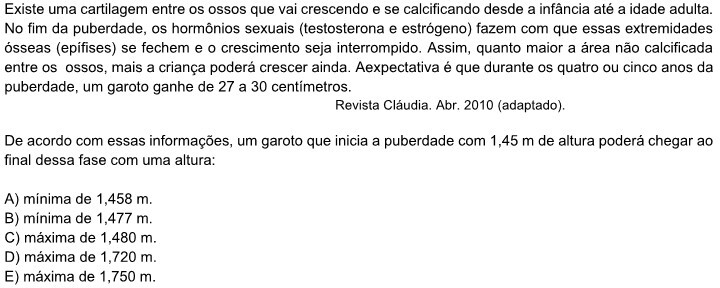 Existe uma cartilagem entre os ossos que vai crescendo e se calcificando desde a infância até a idade adulta.
No fim da puberdade, os hormônios sexuais (testosterona e estrógeno) fazem com que essas extremidades
ósseas (epífises) se fechem e o crescimento seja interrompido. Assim, quanto maior a área não calcificada
entre os ossos, mais a criança poderá crescer ainda. Aexpectativa é que durante os quatro ou cinco anos da
puberdade, um garoto ganhe de 27 a 30 centímetros.
Revista Cláudia. Abr. 2010 (adaptado).
De acordo com essas informações, um garoto que inicia a puberdade com 1,45 m de altura poderá chegar ao
final dessa fase com uma altura:
A) mínima de 1,458 m.
B) mínima de 1,477 m.
C) máxima de 1,480 m.
D) máxima de 1,720 m.
E) máxima de 1,750 m.